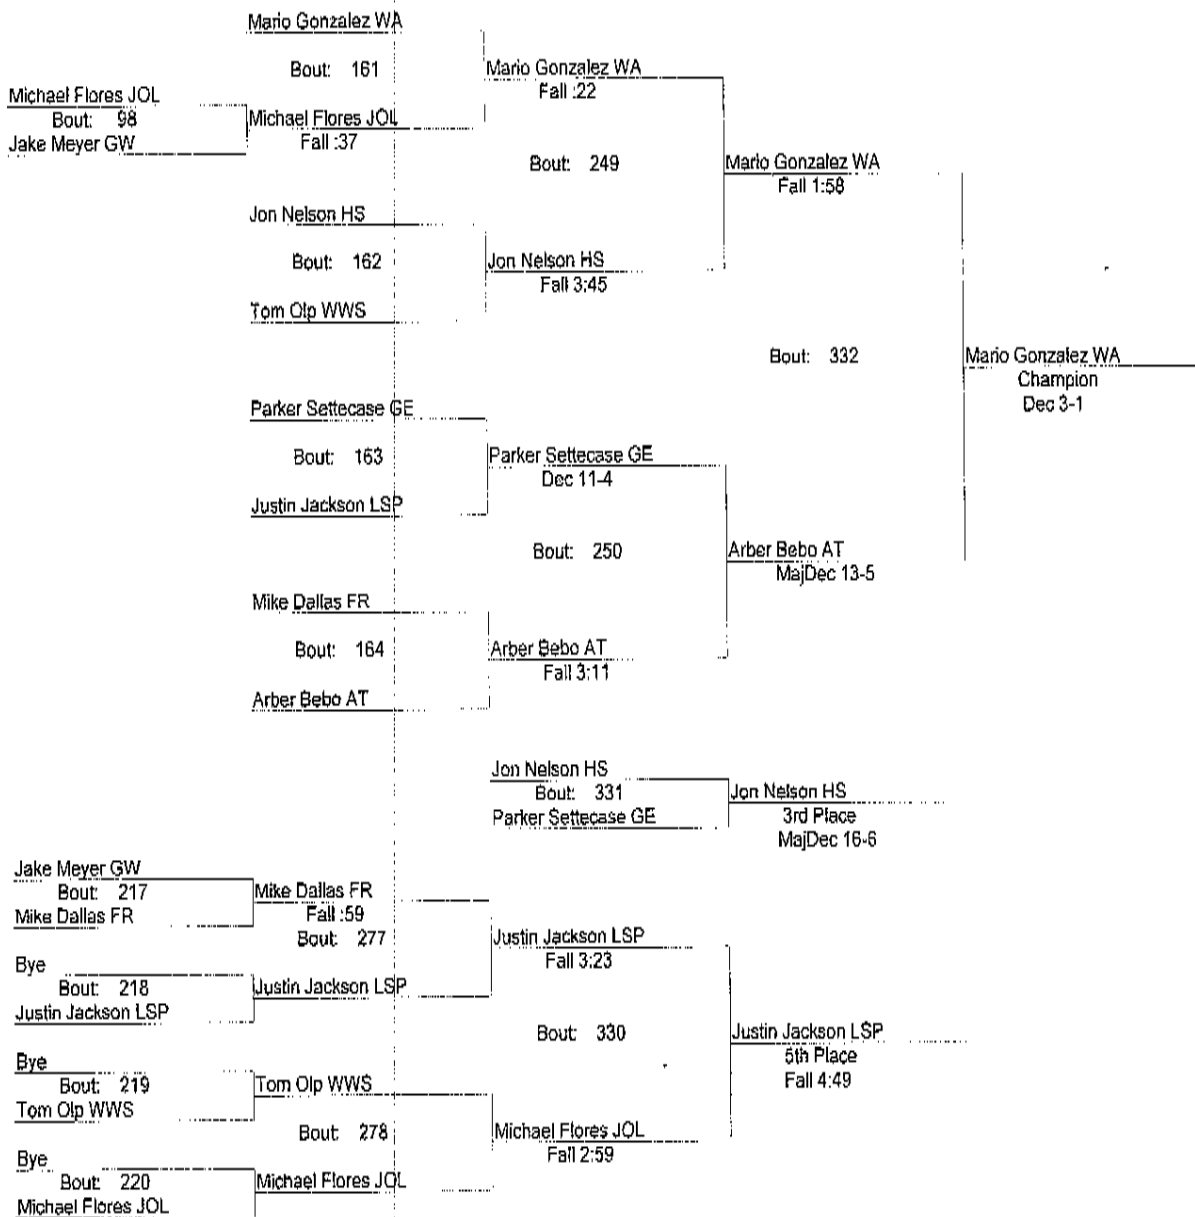 Mario Gonzalez WA
Bout: 161
Mario Gonzalez WA
Fall :22
Michael Flores JOL
Bout: 98
Jake Meyer GW
Michael Flores JOL
Fall :37
Bout: 249
Mario Gonzalez WA
Fall 1:58
Jon Nelson HS
Bout: 162
Jon Nelson HS
Fall 3:45
Tom Olp WWS
Bout: 332
Mario Gonzalez WA
Champion
Dec 3-1
Parker Settecase GE
Bout: 163
Parker Settecase GE
Dec 11-4
Justin Jackson LSP
Bout: 250
Arber Bebo AT
MajDec 13-5
Mike Dallas FR
Bout: 164
Arber Bebo AT
Fall 3:11
Arber Bebo AT
Jon Nelson HS
Bout: 331
Parker Settecase GE
Jon Nelson HS
3rd Place
MajDec 16-6
Jake Meyer GW
Bout: 217
Mike Dallas FR
Mike Dallas FR
Fall :59
Bout: 277
Justin Jackson LSP
Fall 3:23
Bye
Bout: 218
Justin Jackson LSP
Justin Jackson LSP
Bout: 330
Justin Jackson LSP
5th Place
Fall 4:49
Bye
Bout: 219
Tom Olp WWS
Tom Olp WWS
Bout: 278
Michael Flores JOL
Fall 2:59
Bye
Bout: 220
Michael Flores JOL
Michael Flores JOL